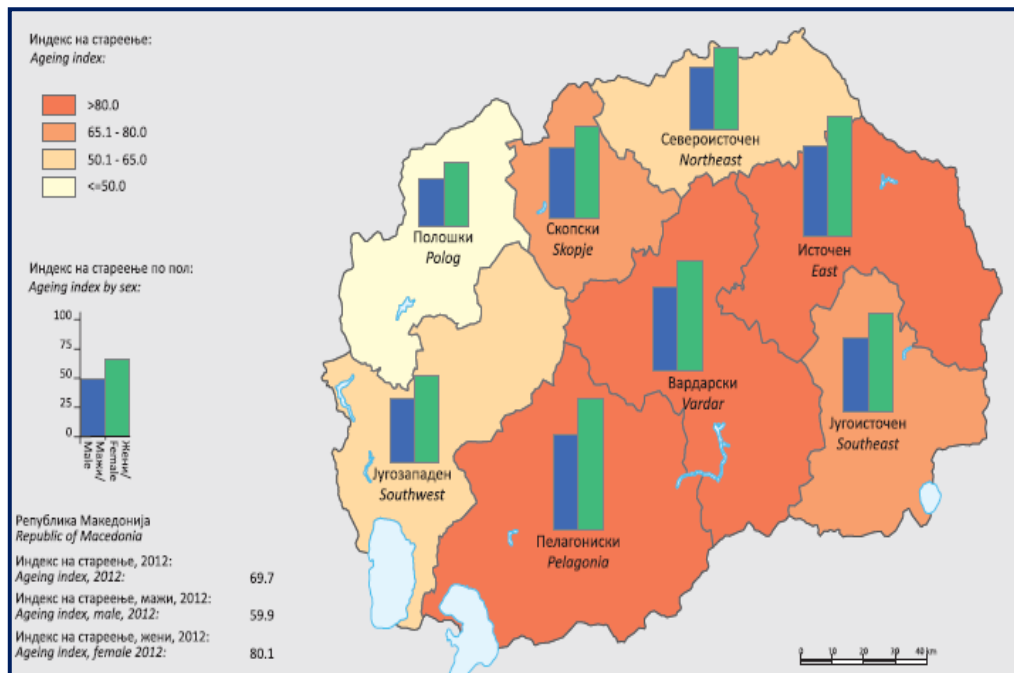 Индекс на стареење:
Ageing index:
>80.0
65.1 - 80.0
50.1 - 65.0
<=50.0
Индекс на стареење по пол:
Ageing index by sex:
100
75
50
25
0
Мажи/
Male
Жени/
Female
Република Македонија
Republic of Macedonia
Индекс на стареење, 2012:
Ageing index, 2012: 69.7
Индекс на стареење, мажи, 2012:
Ageing index, male, 2012: 59.9
Индекс на стареење, жени, 2012:
Ageing index, female 2012: 80.1
Североисточен
Northeast
Полошки
Polog
Скопски
Skopje
Источен
East
Вардарски
Vardar
Југоисточен
Southeast
Југозападен
Southwest
Пелагониски
Pelagonia
0 10 20 30 40 km